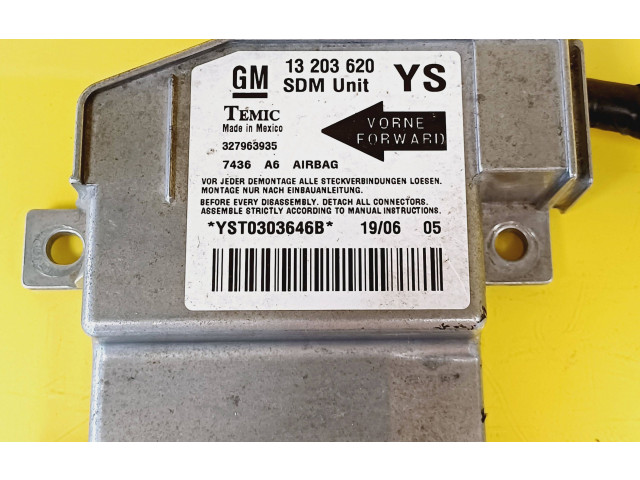 GM
13 203 620
SDM Unit
YS
TEMIC
Made in Mexico
VORNE
FORWARD
327963935
7436 A6 AIRBAG
VOR JEDER DEMONTAGE ALLE STECKVERBINDUNGEN LOESEN.
MONTAGE NUR NACH EINBAUANLEITUNG.
BEFORE EVERY DISASSEMBLY. DETACH ALL CONNECTORS.
ASSEMBLE STRICTLY ACCORDING TO MANUAL INSTRUCTIONS.
*YST0303646B* 19/06 05